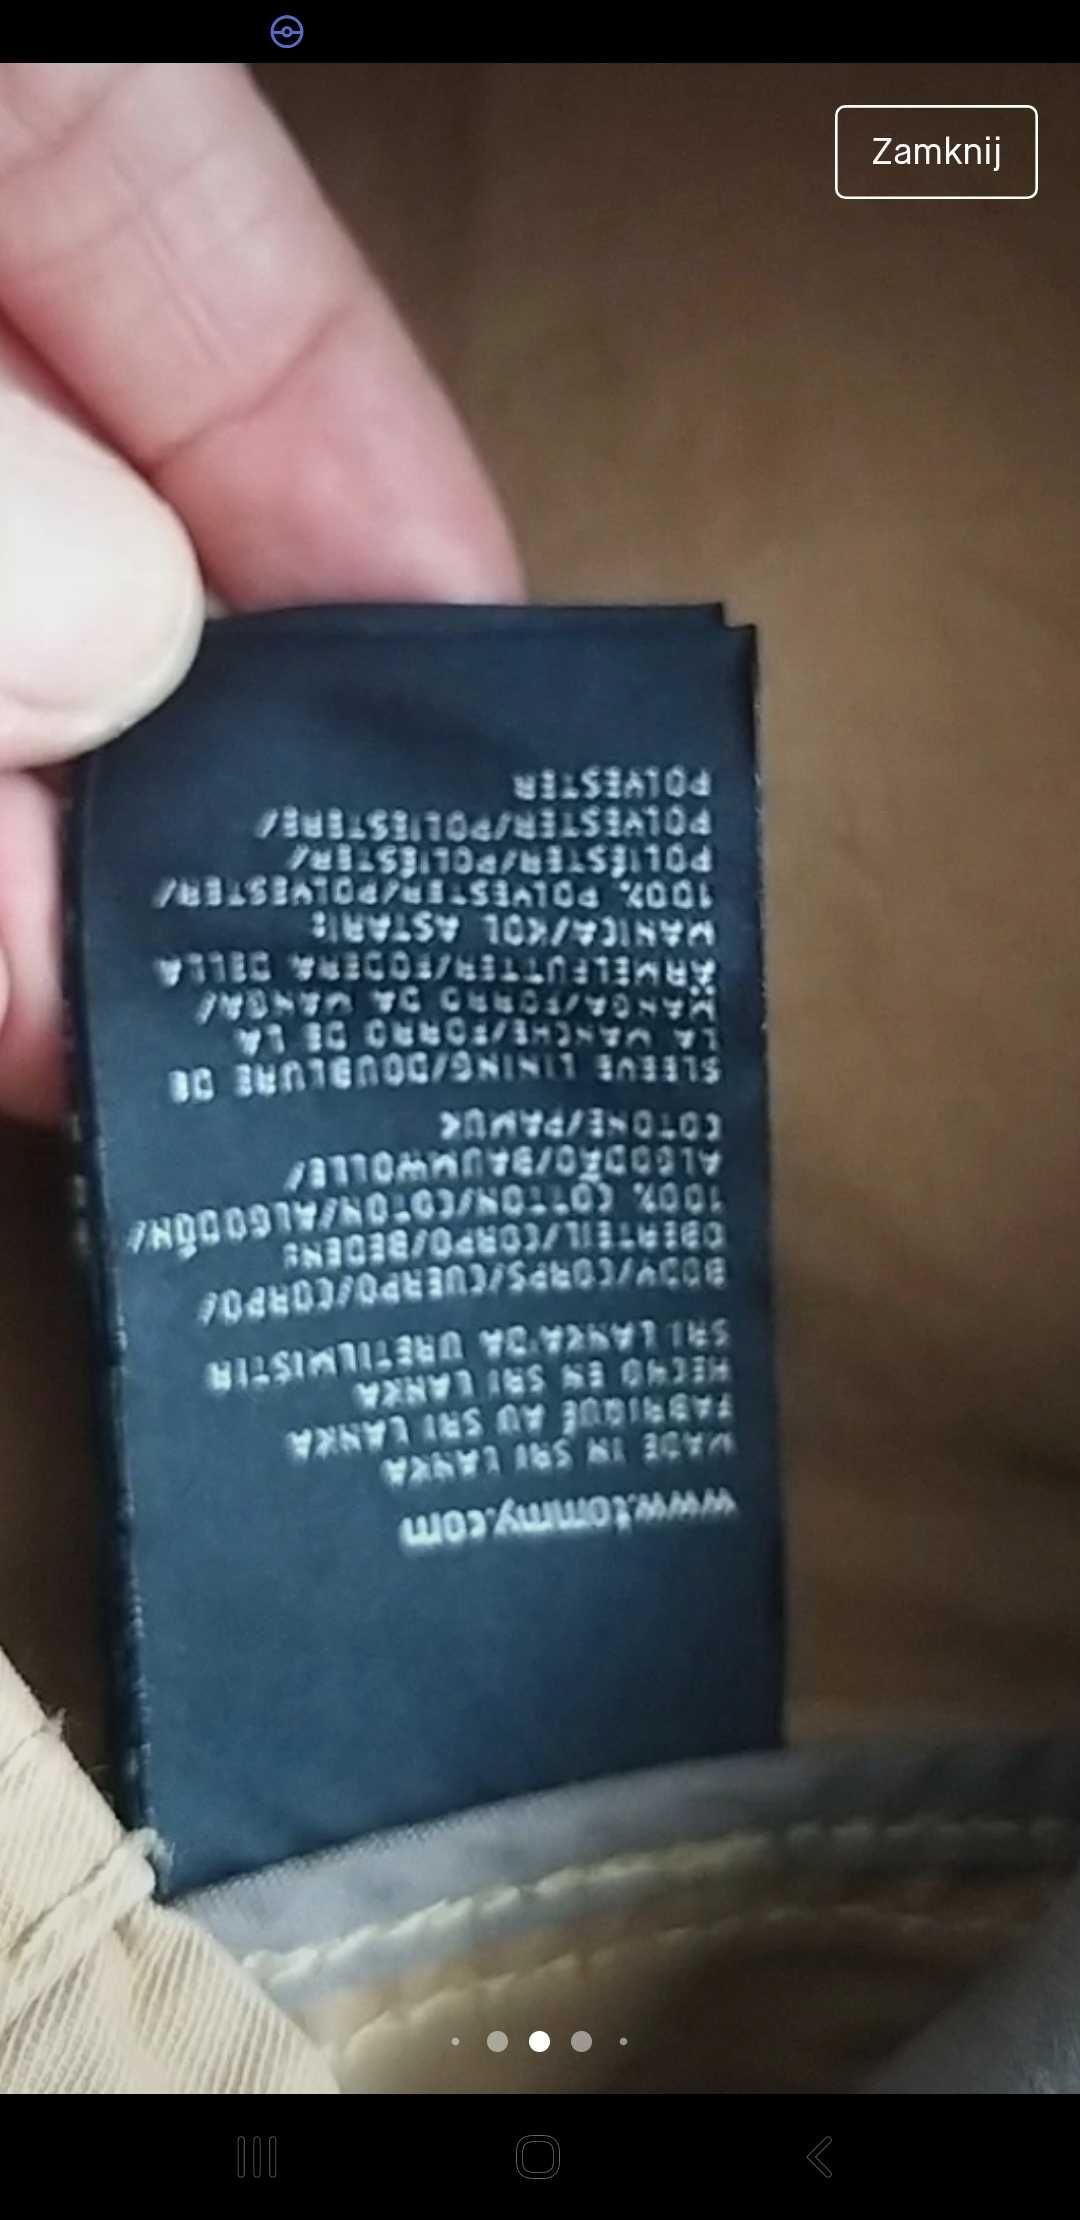 Zamknij
www.tommy.com
MADE IN SRI LANKA
FABRIQUÉ AU SRI LANKA
HECHO EN SRI LANKA
SRI LANKA'DA ÜRETILMISTIR
BODY/CORPS/CUERPO/CORPO/
OBERTEIL/CORPO/BEDEN:
100% COTTON/COTON/ALGODÓN/
ALGODÃO/BAUMWOLLE/
COTONE/PAMUK
SLEEVE LINING/DOUBLURE DE
LA MANCHE/FORRO DE LA
MANGA/FORRO DA MANGA/
ÄRMELFUTTER/FODERA DELLA
MANICA/KOL ASTARI:
100% POLYESTER/POLYESTER/
POLIÉSTER/POLIÉSTER/
POLYESTER/POLIESTERE/
POLYESTER